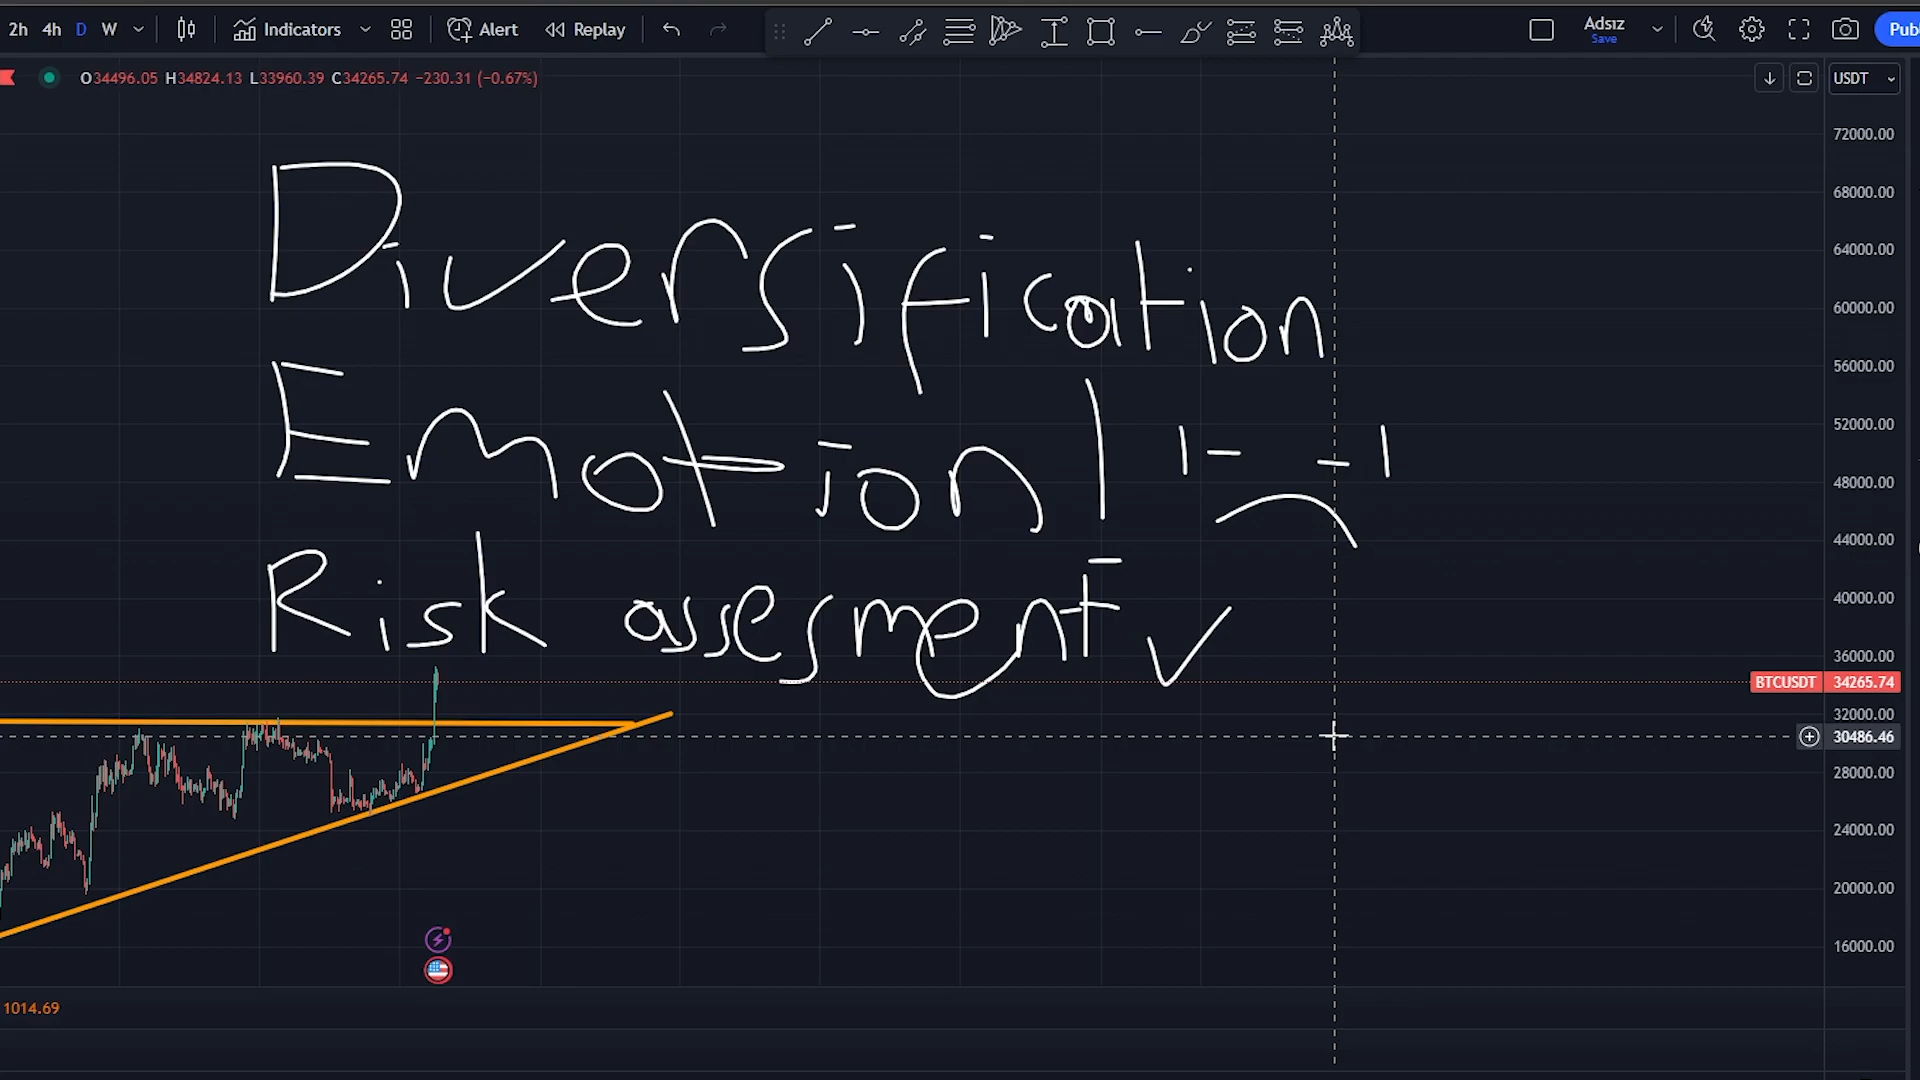 2h 4h D W Indicators Alert Replay Adsız Save Pub
O34496.05 H34824.13 L33960.39 C34265.74 −230.31 (−0.67%) USDT
72000.00
68000.00
64000.00
Diversification
60000.00
56000.00
52000.00
Emotion!
48000.00
44000.00
40000.00
Risk assesment
36000.00
BTCUSDT 34265.74
32000.00
30486.46
28000.00
24000.00
20000.00
16000.00
1014.69